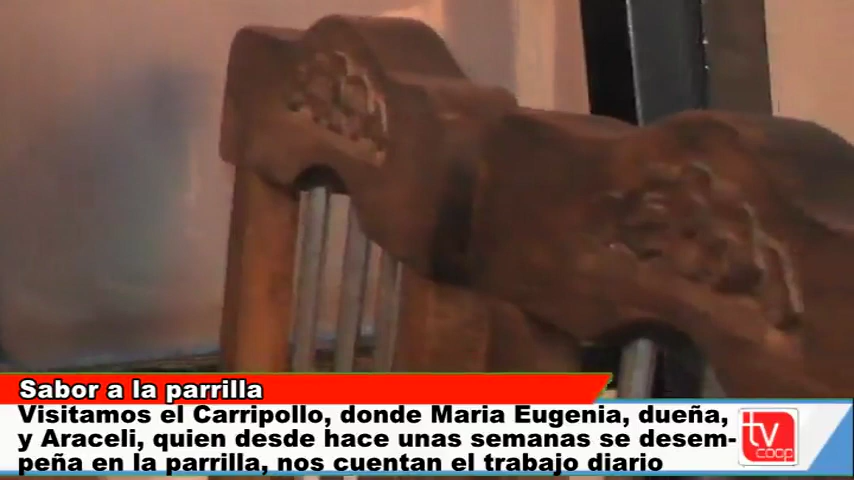 Sabor a la parrilla
Visitamos el Carripollo, donde Maria Eugenia, dueña,
y Araceli, quien desde hace unas semanas se desem-
peña en la parrilla, nos cuentan el trabajo diario
tv
coop